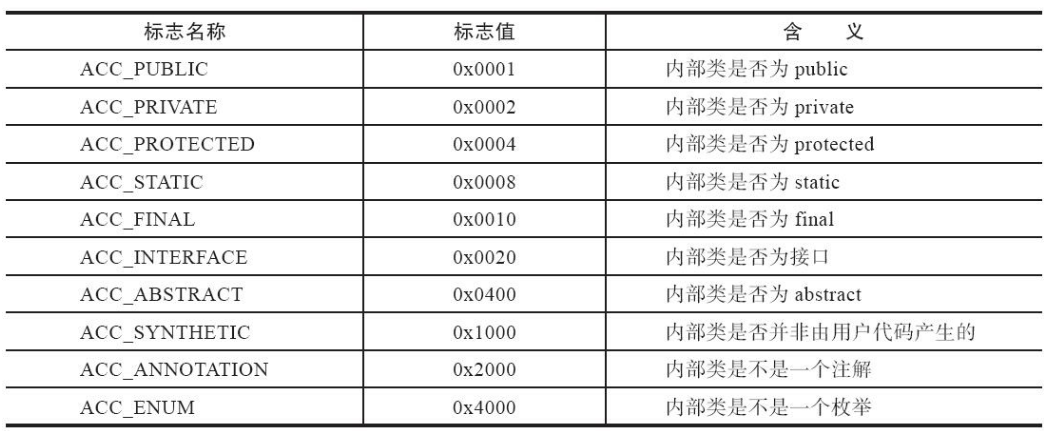 标志名称 标志值 含 义
ACC_PUBLIC 0x0001 内部类是否为 public
ACC_PRIVATE 0x0002 内部类是否为 private
ACC_PROTECTED 0x0004 内部类是否为 protected
ACC_STATIC 0x0008 内部类是否为 static
ACC_FINAL 0x0010 内部类是否为 final
ACC_INTERFACE 0x0020 内部类是否为接口
ACC_ABSTRACT 0x0400 内部类是否为 abstract
ACC_SYNTHETIC 0x1000 内部类是否并非由用户代码产生的
ACC_ANNOTATION 0x2000 内部类是不是一个注解
ACC_ENUM 0x4000 内部类是不是一个枚举